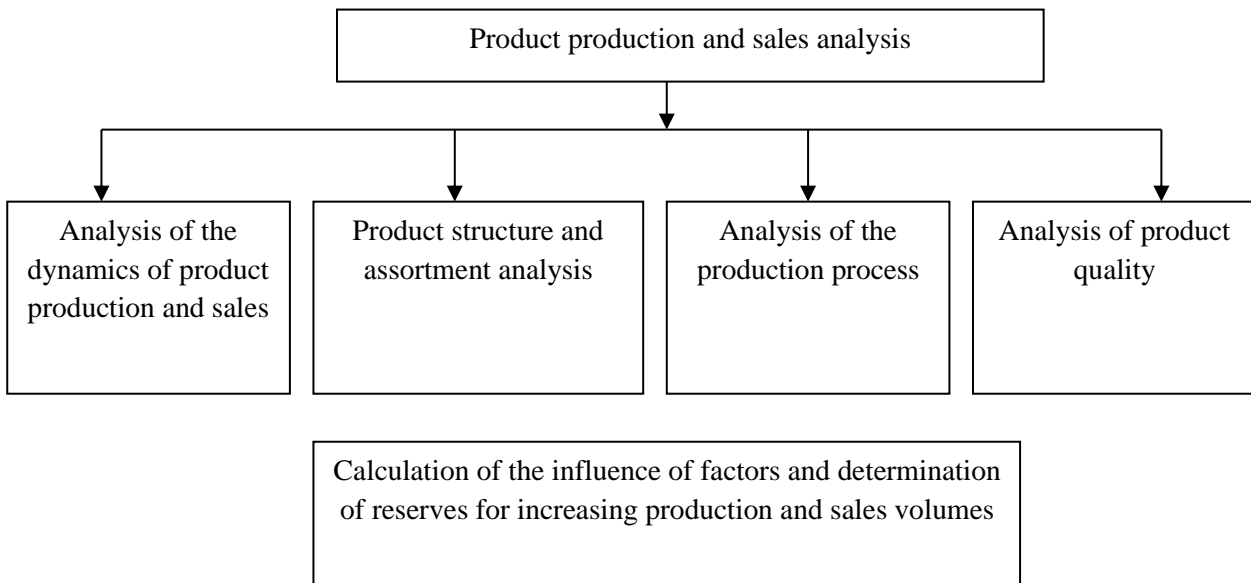 Product production and sales analysis
Analysis of the
dynamics of product
production and sales
Product structure and
assortment analysis
Analysis of the
production process
Analysis of product
quality
Calculation of the influence of factors and determination
of reserves for increasing production and sales volumes